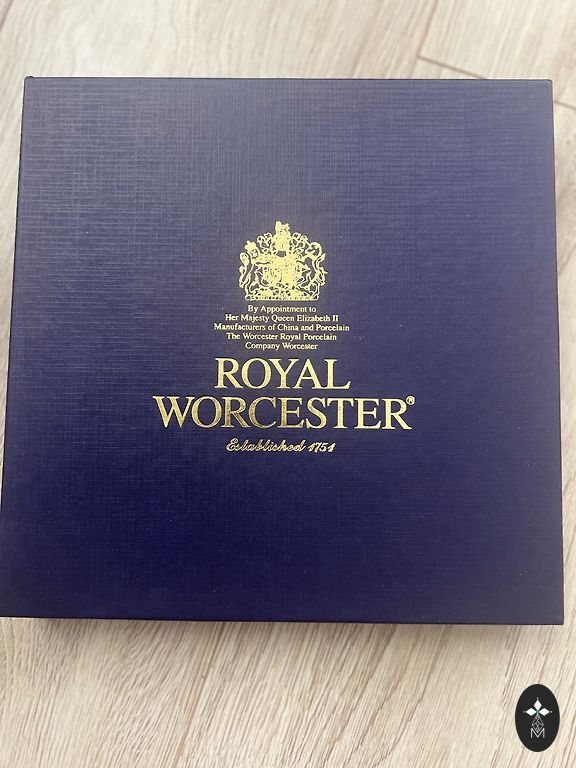 By Appointment to
Her Majesty Queen Elizabeth II
Manufacturers of China and Porcelain
The Worcester Royal Porcelain
Company Worcester
ROYAL
WORCESTER®
Established 1751
M